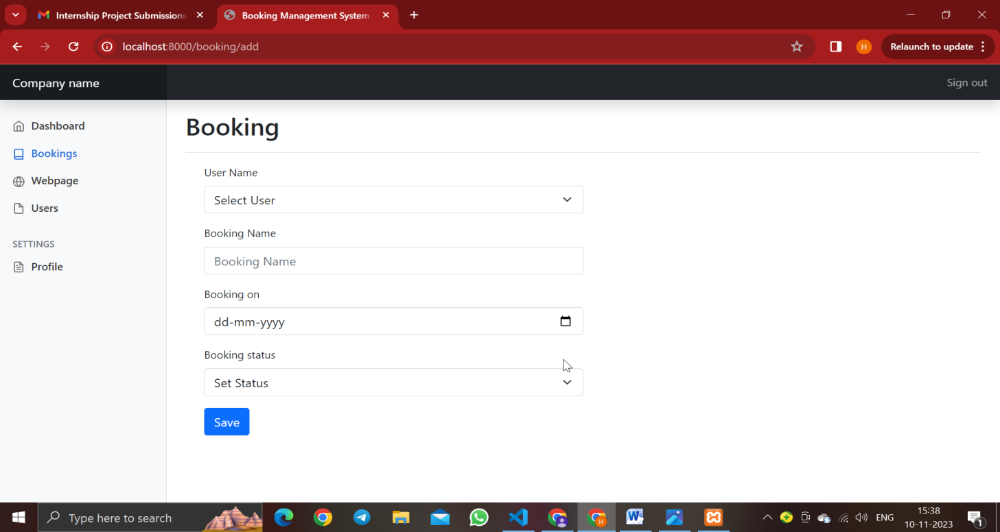 Internship Project Submissions
Booking Management System
localhost:8000/booking/add
H
Relaunch to update
Company name
Sign out
Dashboard
Bookings
Webpage
Users
SETTINGS
Profile
Booking
User Name
Select User
Booking Name
Booking Name
Booking on
dd-mm-yyyy
Booking status
Set Status
Save
Type here to search
H
W
ENG
15:38
10-11-2023
1